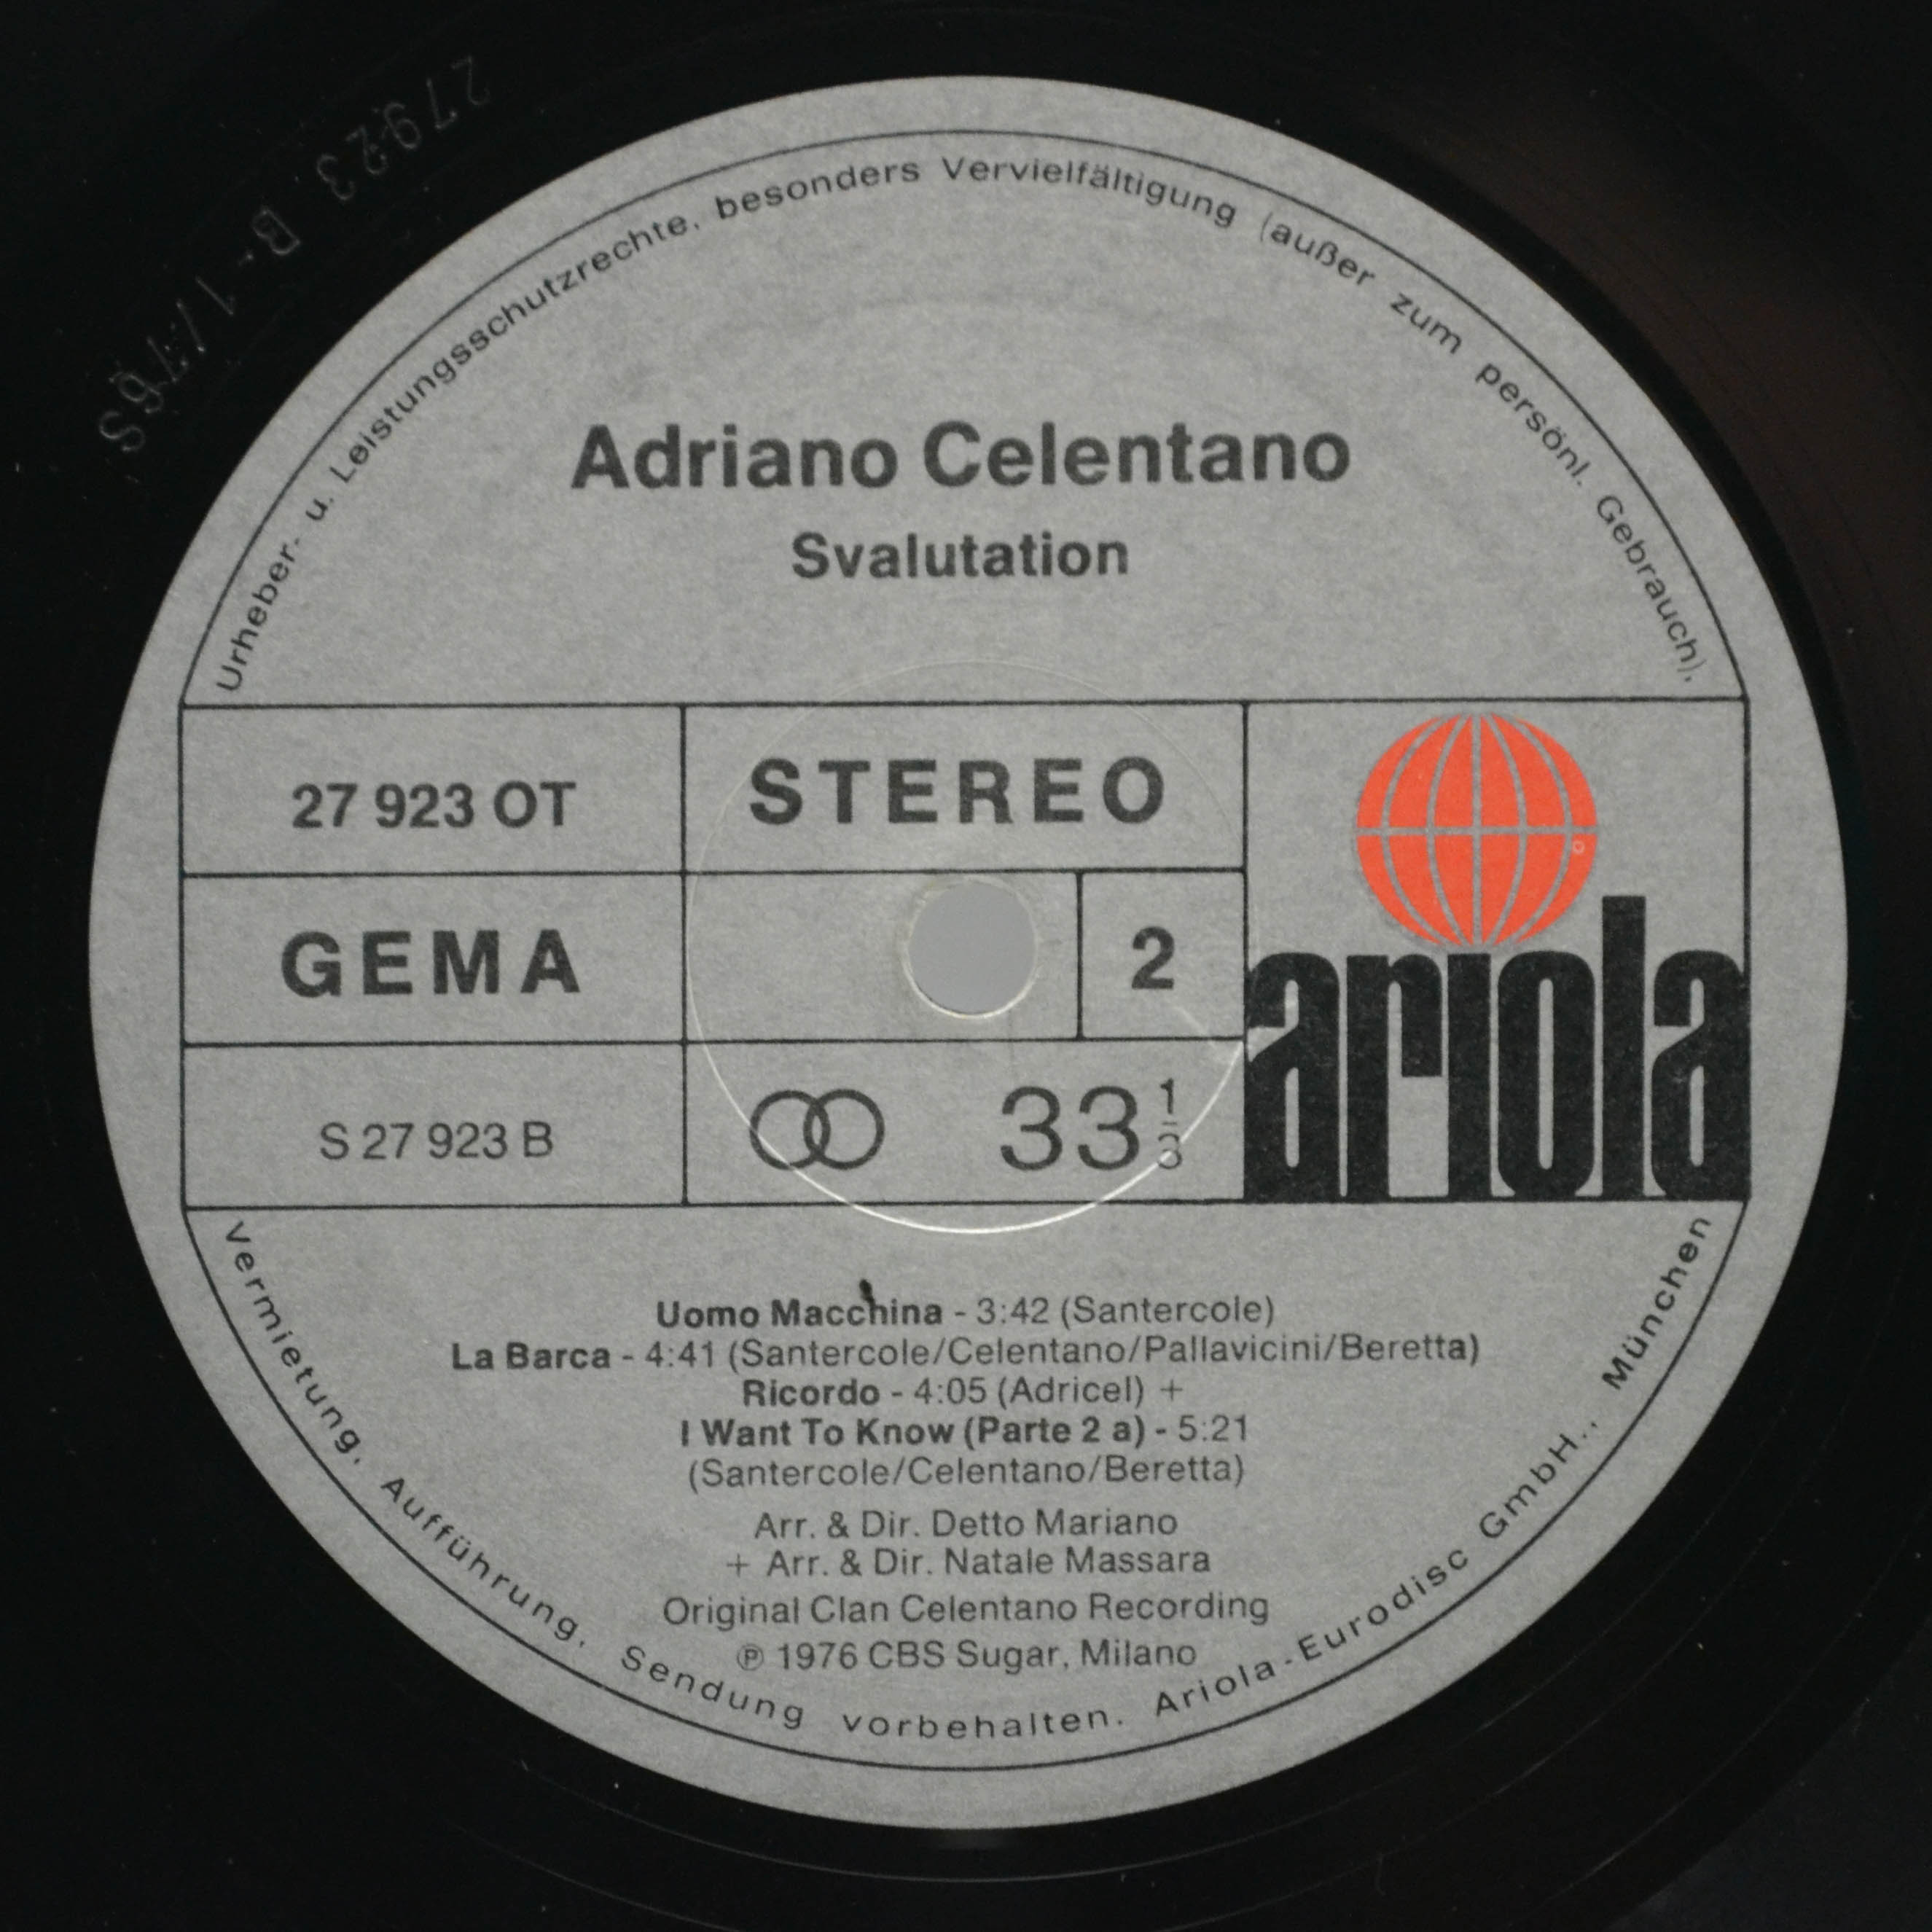 27923 B-1/76S
Urheber- u. Leistungsschutzrechte, besonders Vervielfältigung (außer zum persönl. Gebrauch),
Adriano Celentano
Svalutation
27 923 OT
STEREO
GEMA
2
S 27 923 B
33 1/3
ariola
Uomo Macchina - 3:42 (Santercole)
La Barca - 4:41 (Santercole/Celentano/Pallavicini/Beretta)
Ricordo - 4:05 (Adricel) +
I Want To Know (Parte 2 a) - 5:21
(Santercole/Celentano/Beretta)
Arr. & Dir. Detto Mariano
+ Arr. & Dir. Natale Massara
Original Clan Celentano Recording
℗ 1976 CBS Sugar, Milano
Vermietung, Aufführung, Sendung vorbehalten. Ariola-Eurodisc GmbH., München